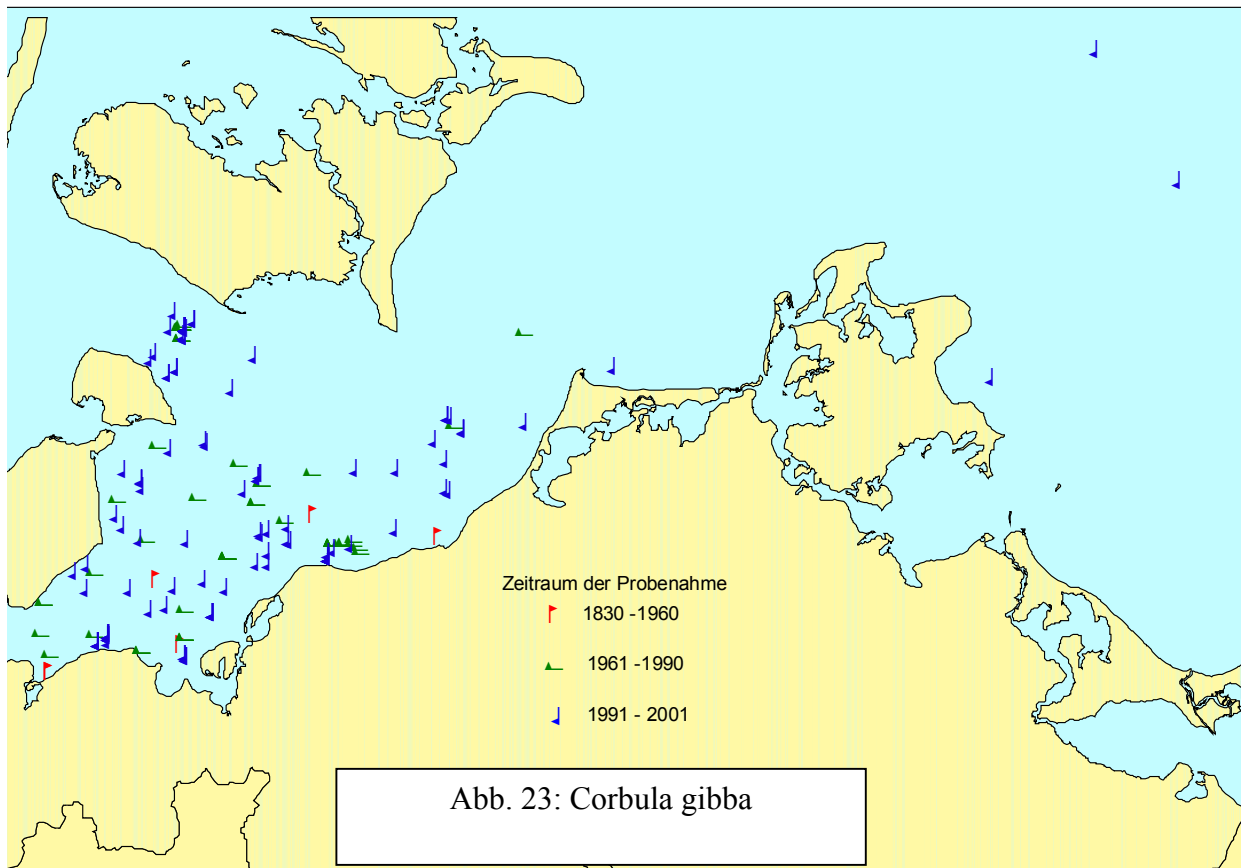 Zeitraum der Probenahme
1830 -1960
1961 -1990
1991 - 2001
Abb. 23: Corbula gibba